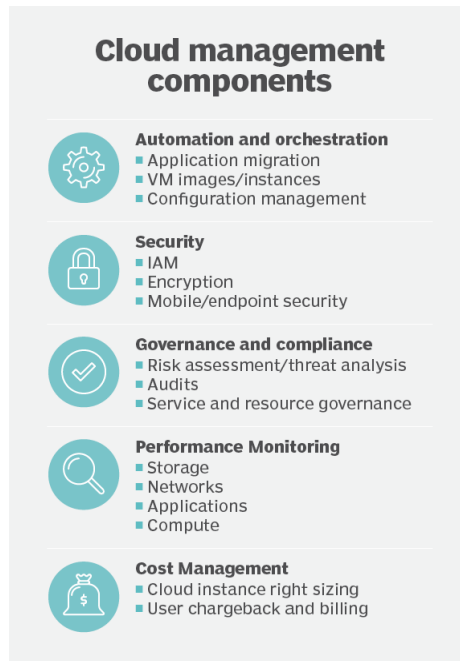 Cloud management
components
Automation and orchestration
▪ Application migration
▪ VM images/instances
▪ Configuration management
Security
▪ IAM
▪ Encryption
▪ Mobile/endpoint security
Governance and compliance
▪ Risk assessment/threat analysis
▪ Audits
▪ Service and resource governance
Performance Monitoring
▪ Storage
▪ Networks
▪ Applications
▪ Compute
Cost Management
▪ Cloud instance right sizing
▪ User chargeback and billing
$